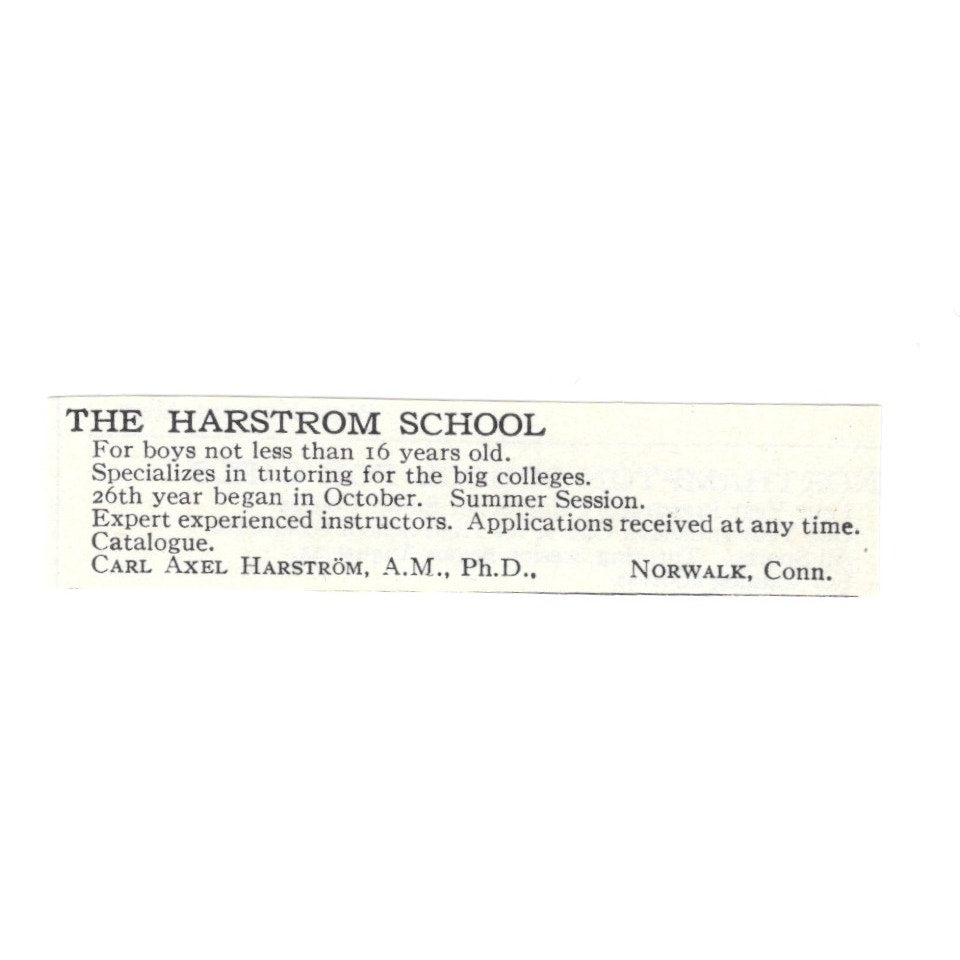 THE HARSTROM SCHOOL
For boys not less than 16 years old.
Specializes in tutoring for the big colleges.
26th year began in October. Summer Session.
Expert experienced instructors. Applications received at any time.
Catalogue.
CARL AXEL HARSTRÖM, A.M., Ph.D., NORWALK, Conn.